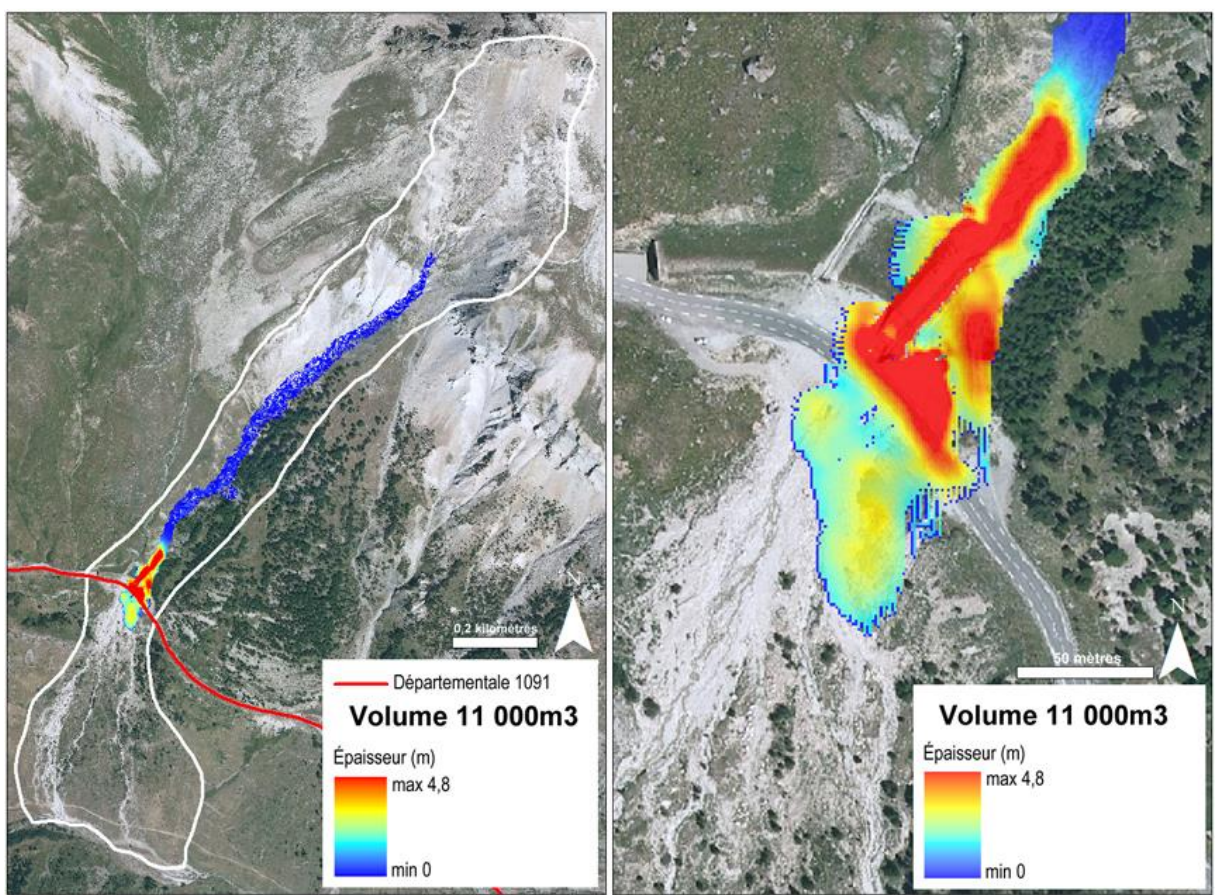 N
0,2 kilomètres
Départementale 1091
Volume 11 000m3
Épaisseur (m)
max 4,8
min 0
N
50 mètres
Volume 11 000m3
Épaisseur (m)
max 4,8
min 0